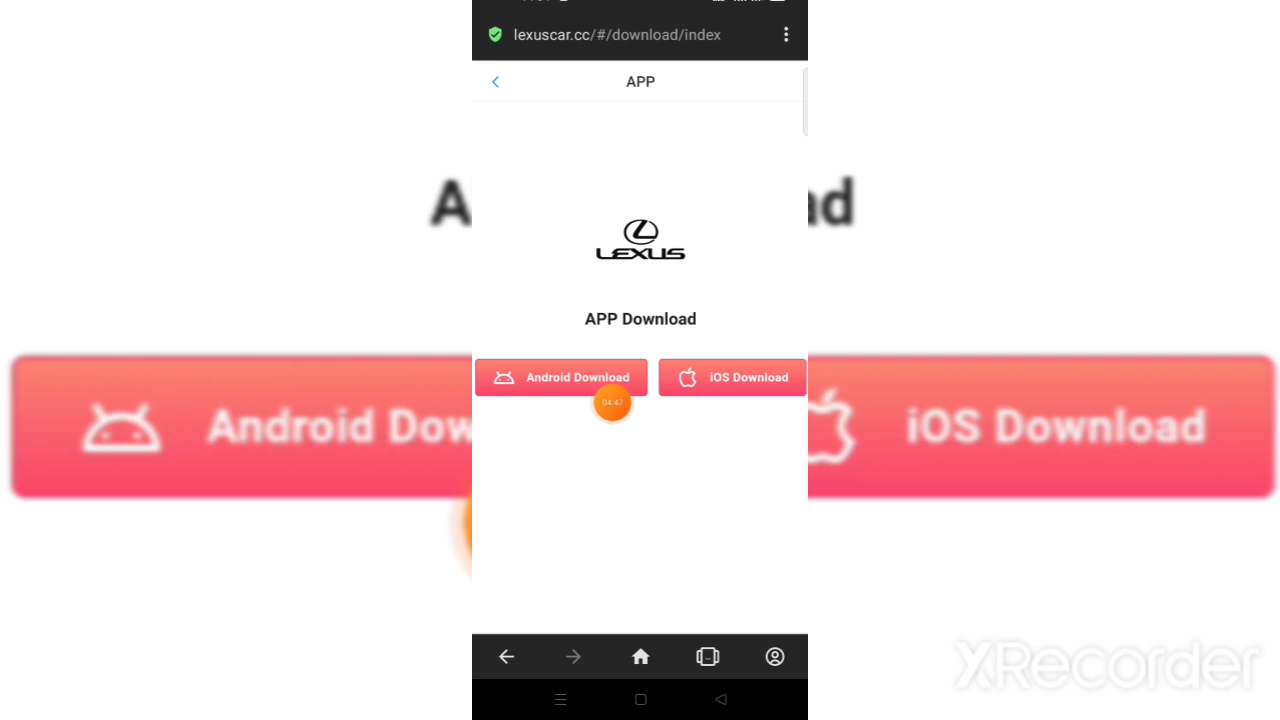 lexuscar.cc/#/download/index
APP
LEXUS
APP Download
Android Download
iOS Download
04:47
Android Dow
iOS Download
XRecorder